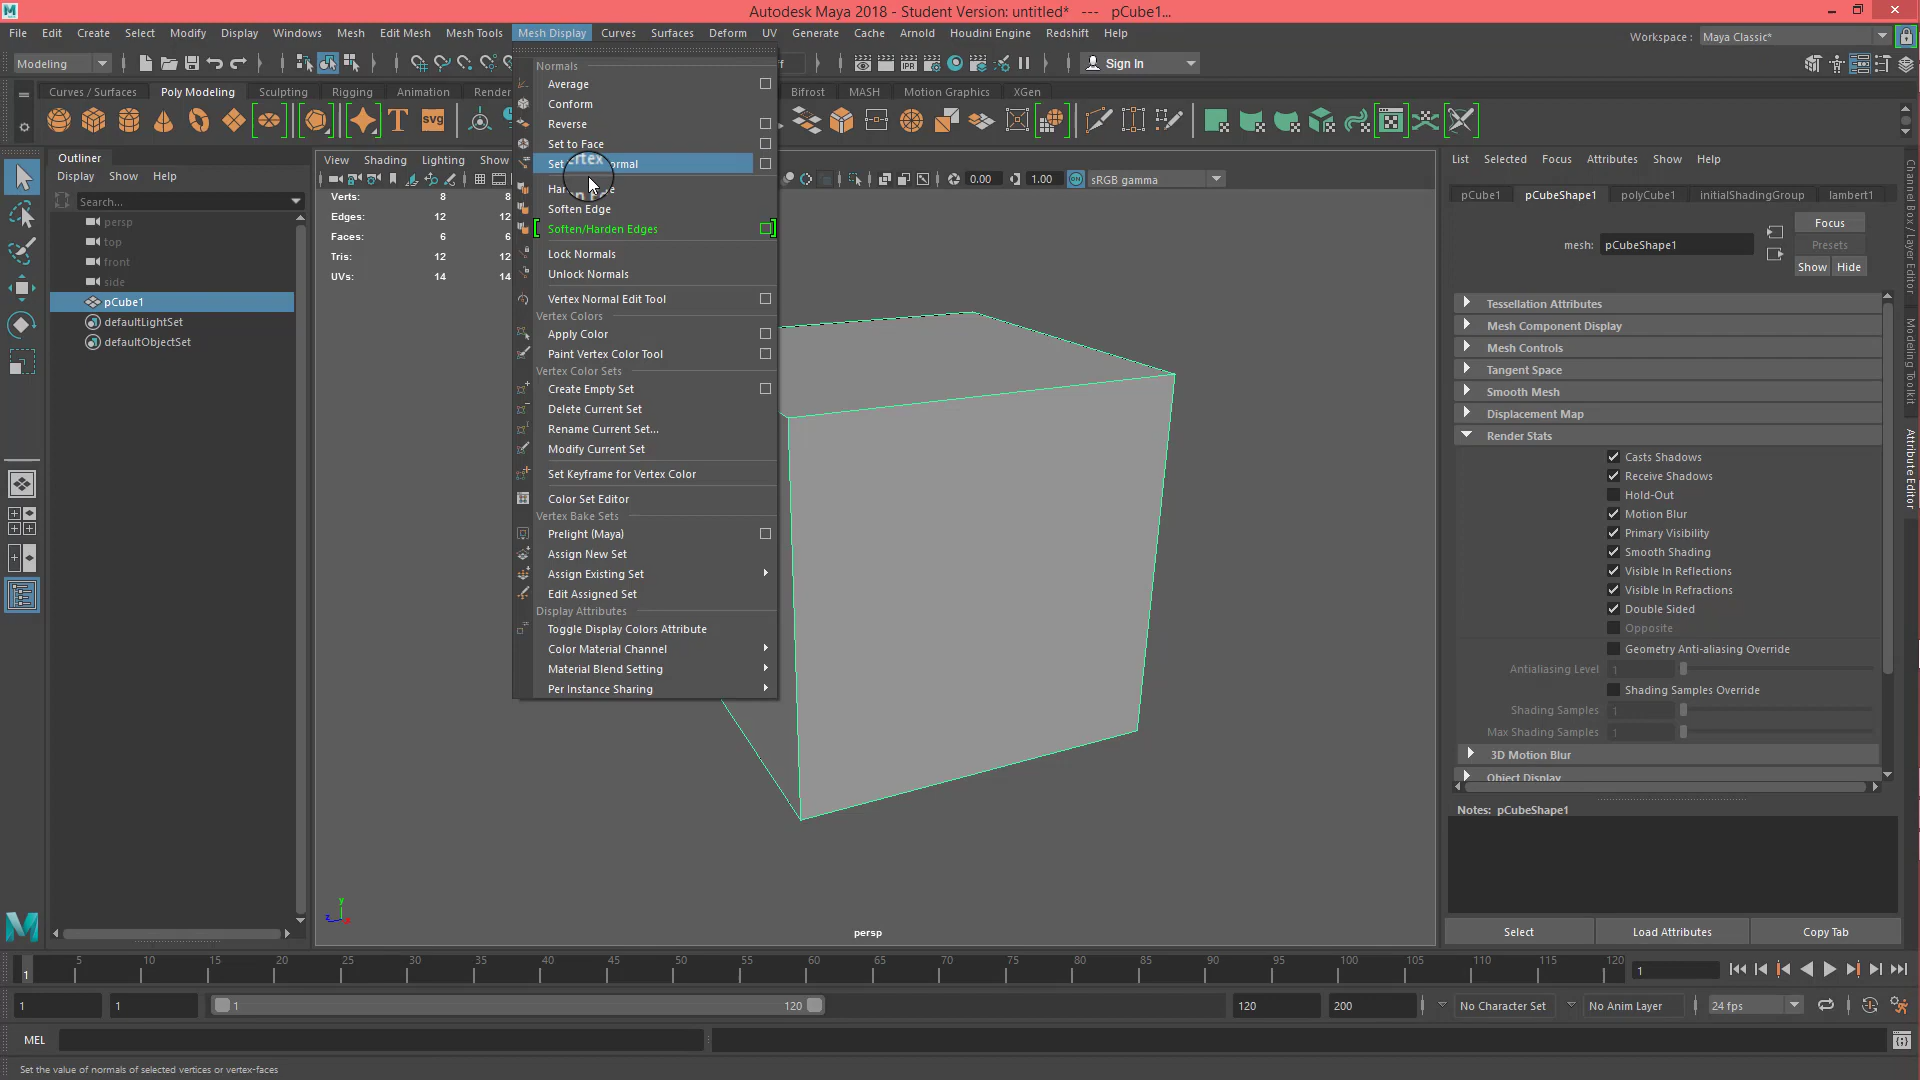 Autodesk Maya 2018 - Student Version: untitled*   ---   pCube1...
File Edit Create Select Modify Display Windows Mesh Edit Mesh Mesh Tools Mesh Display Curves Surfaces Deform UV Generate Cache Arnold Houdini Engine Redshift Help
Workspace : Maya Classic*
Modeling
Sign In
Curves / Surfaces Poly Modeling Sculpting Rigging Animation Render
Bifrost MASH Motion Graphics XGen
SVG
Outliner
Display Show Help
Search...
persp
top
front
side
pCube1
defaultLightSet
defaultObjectSet
View Shading Lighting Show
0.00 1.00 ON sRGB gamma
Verts: 8 8
Edges: 12 12
Faces: 6 6
Tris: 12 12
UVs: 14 14
Normals
Average
Conform
Reverse
Set to Face
Set
Soften Edge
Soften/Harden Edges
Lock Normals
Unlock Normals
Vertex Normal Edit Tool
Vertex Colors
Apply Color
Paint Vertex Color Tool
Vertex Color Sets
Create Empty Set
Delete Current Set
Rename Current Set...
Modify Current Set
Set Keyframe for Vertex Color
Color Set Editor
Vertex Bake Sets
Prelight (Maya)
Assign New Set
Assign Existing Set
Edit Assigned Set
Display Attributes
Toggle Display Colors Attribute
Color Material Channel
Material Blend Setting
Per Instance Sharing
y
z x
persp
List Selected Focus Attributes Show Help
pCube1 pCubeShape1 polyCube1 initialShadingGroup lambert1
mesh: pCubeShape1
Focus
Presets
Show Hide
Tessellation Attributes
Mesh Component Display
Mesh Controls
Tangent Space
Smooth Mesh
Displacement Map
Render Stats
Casts Shadows
Receive Shadows
Hold-Out
Motion Blur
Primary Visibility
Smooth Shading
Visible In Reflections
Visible In Refractions
Double Sided
Opposite
Geometry Anti-aliasing Override
Antialiasing Level 1
Shading Samples Override
Shading Samples 1
Max Shading Samples 1
3D Motion Blur
Object Display
Notes: pCubeShape1
Select Load Attributes Copy Tab
Channel Box / Layer Editor
Modeling Toolkit
Attribute Editor
1 5 10 15 20 25 30 35 40 45 50 55 60 65 70 75 80 85 90 95 100 105 110 115 120 1
1 1 1 120 120 200 No Character Set No Anim Layer 24 fps
MEL
Set the value of normals of selected vertices or vertex-faces